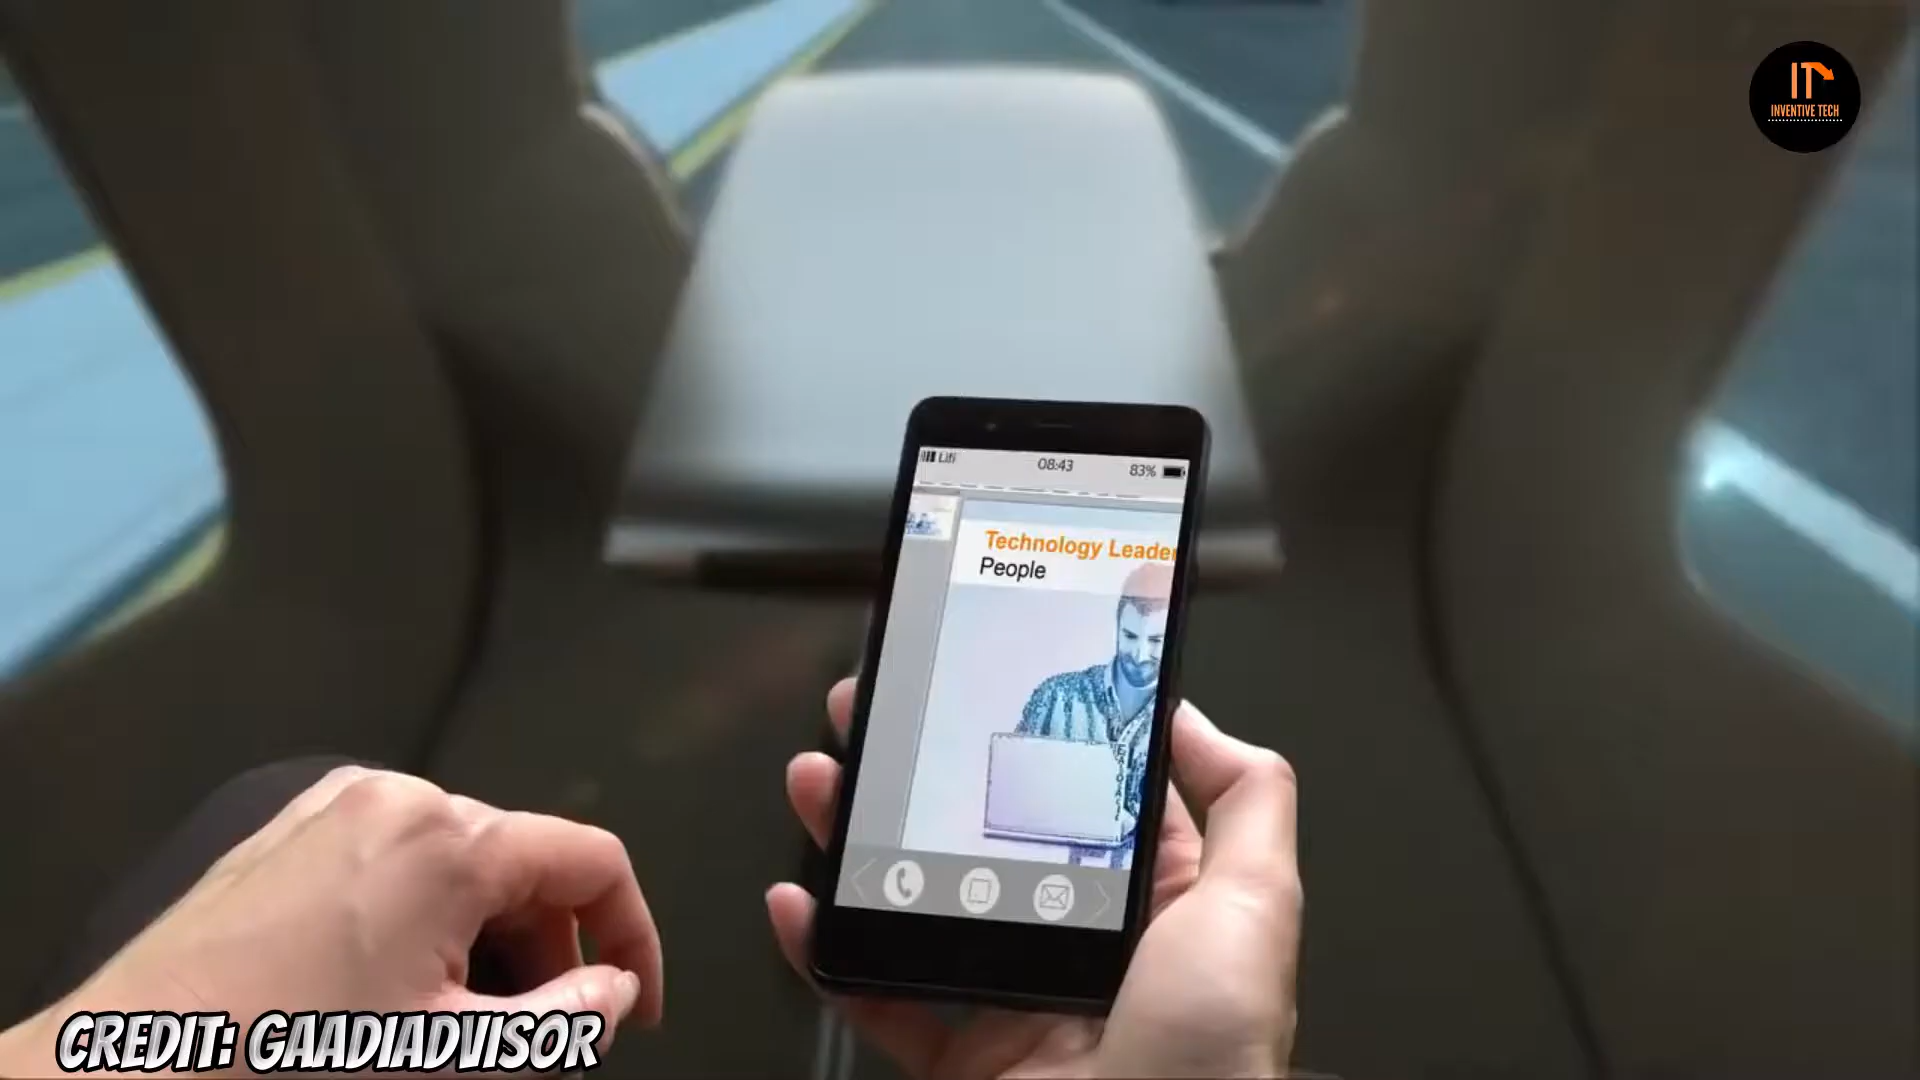 IT
INVENTIVE TECH
Lifi 08:43 83%
Technology Leader
People
CREDIT: GAADIADVISOR